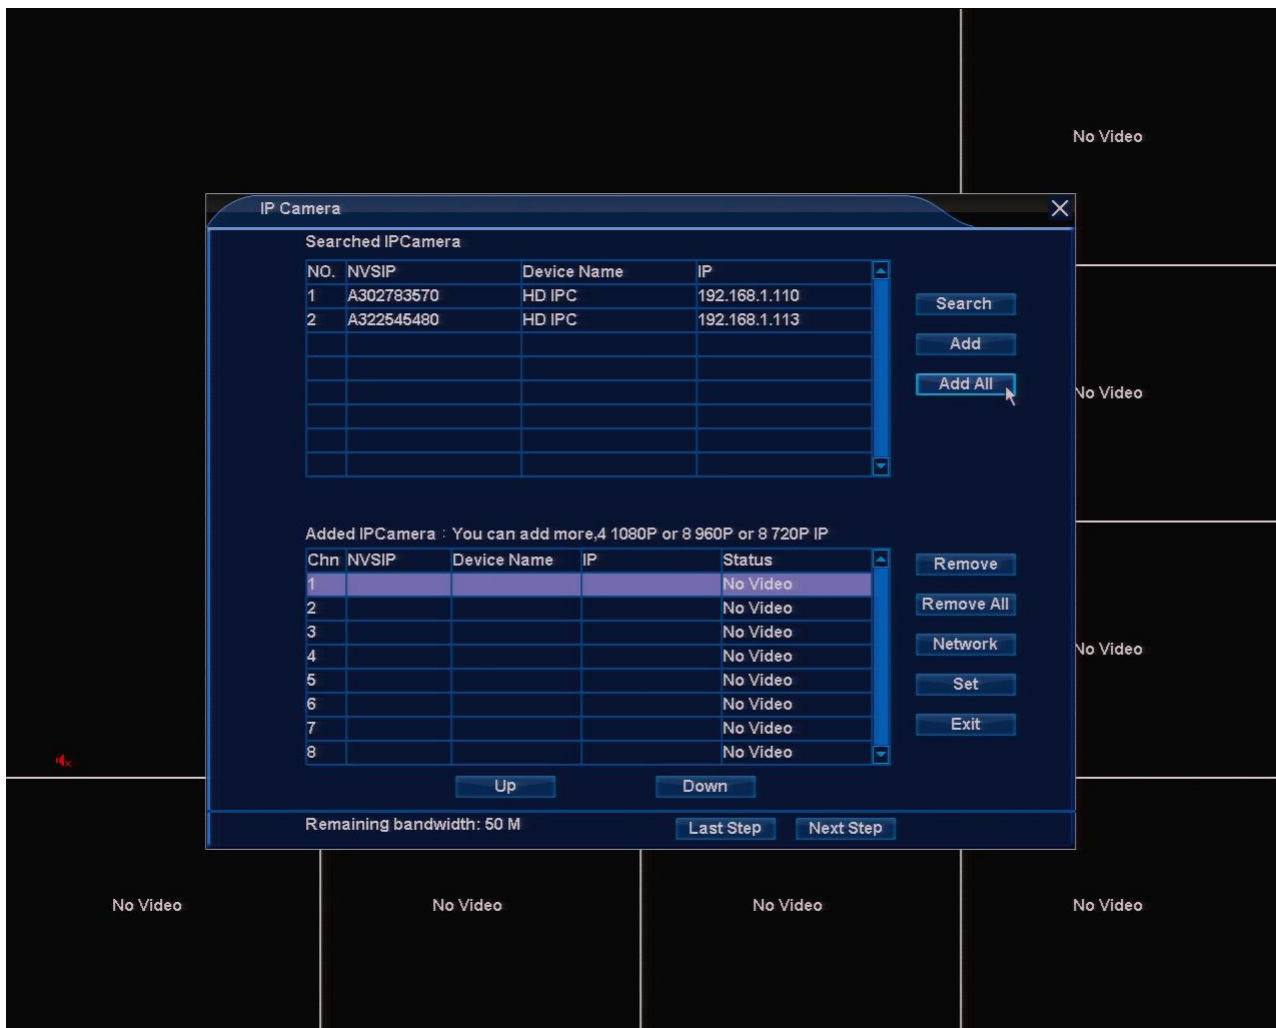 No Video
IP Camera
Searched IPCamera
NO. NVSIP Device Name IP
1 A302783570 HD IPC 192.168.1.110
2 A322545480 HD IPC 192.168.1.113
Search
Add
Add All
No Video
Added IPCamera : You can add more,4 1080P or 8 960P or 8 720P IP
Chn NVSIP Device Name IP Status
1 No Video
2 No Video
3 No Video
4 No Video
5 No Video
6 No Video
7 No Video
8 No Video
Remove
Remove All
Network
Set
Exit
No Video
Up Down
Remaining bandwidth: 50 M Last Step Next Step
No Video No Video No Video No Video